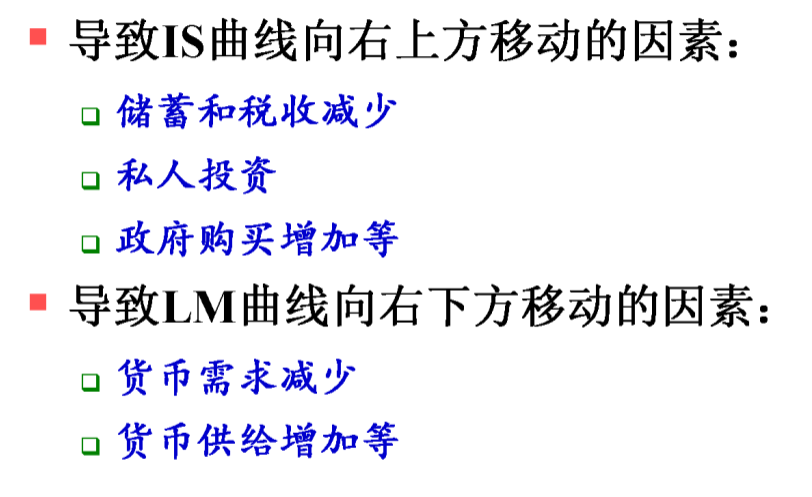 导致IS曲线向右上方移动的因素：
储蓄和税收减少
私人投资
政府购买增加等
导致LM曲线向右下方移动的因素：
货币需求减少
货币供给增加等